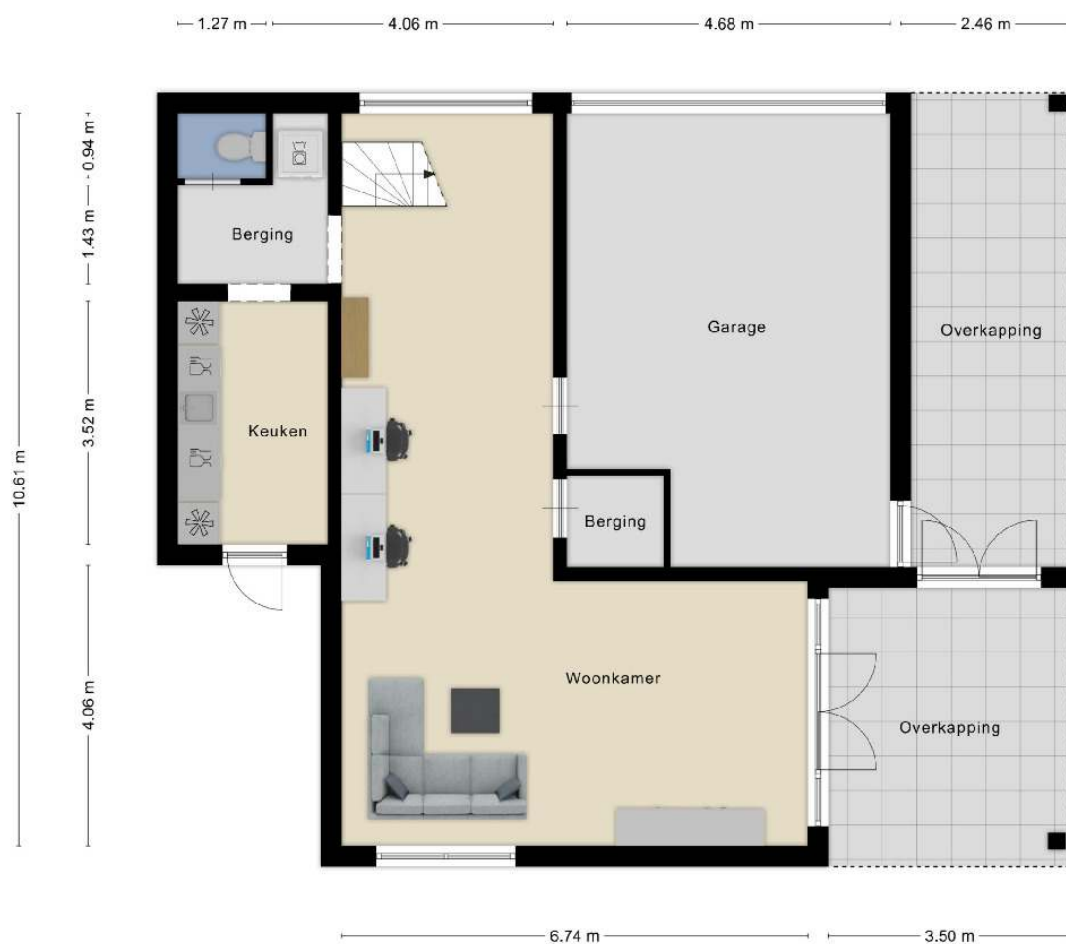 1.27 m
4.06 m
4.68 m
2.46 m
0.94 m
1.43 m
3.52 m
4.06 m
10.61 m
Berging
Garage
Overkapping
Keuken
Berging
Woonkamer
Overkapping
6.74 m
3.50 m